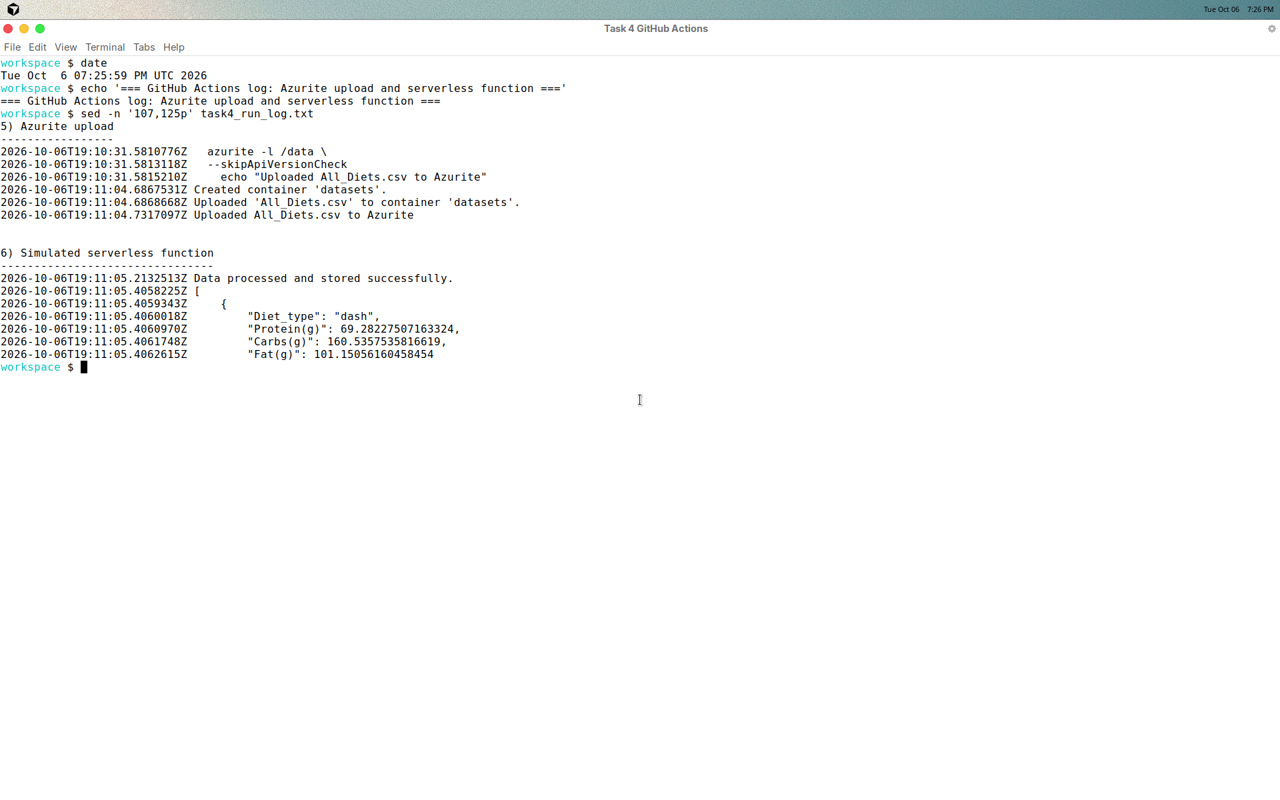 Tue Oct 06 7:26 PM
Task 4 GitHub Actions
File Edit View Terminal Tabs Help
workspace $ date
Tue Oct  6 07:25:59 PM UTC 2026
workspace $ echo '=== GitHub Actions log: Azurite upload and serverless function ==='
=== GitHub Actions log: Azurite upload and serverless function ===
workspace $ sed -n '107,125p' task4_run_log.txt
5) Azurite upload
-----------------
2026-10-06T19:10:31.5810776Z   azurite -l /data \
2026-10-06T19:10:31.5813118Z   --skipApiVersionCheck
2026-10-06T19:10:31.5815210Z     echo "Uploaded All_Diets.csv to Azurite"
2026-10-06T19:11:04.6867531Z Created container 'datasets'.
2026-10-06T19:11:04.6868668Z Uploaded 'All_Diets.csv' to container 'datasets'.
2026-10-06T19:11:04.7317097Z Uploaded All_Diets.csv to Azurite
6) Simulated serverless function
--------------------------------
2026-10-06T19:11:05.2132513Z Data processed and stored successfully.
2026-10-06T19:11:05.4058225Z [
2026-10-06T19:11:05.4059343Z     {
2026-10-06T19:11:05.4060018Z         "Diet_type": "dash",
2026-10-06T19:11:05.4060970Z         "Protein(g)": 69.28227507163324,
2026-10-06T19:11:05.4061748Z         "Carbs(g)": 160.5357535816619,
2026-10-06T19:11:05.4062615Z         "Fat(g)": 101.15056160458454
workspace $